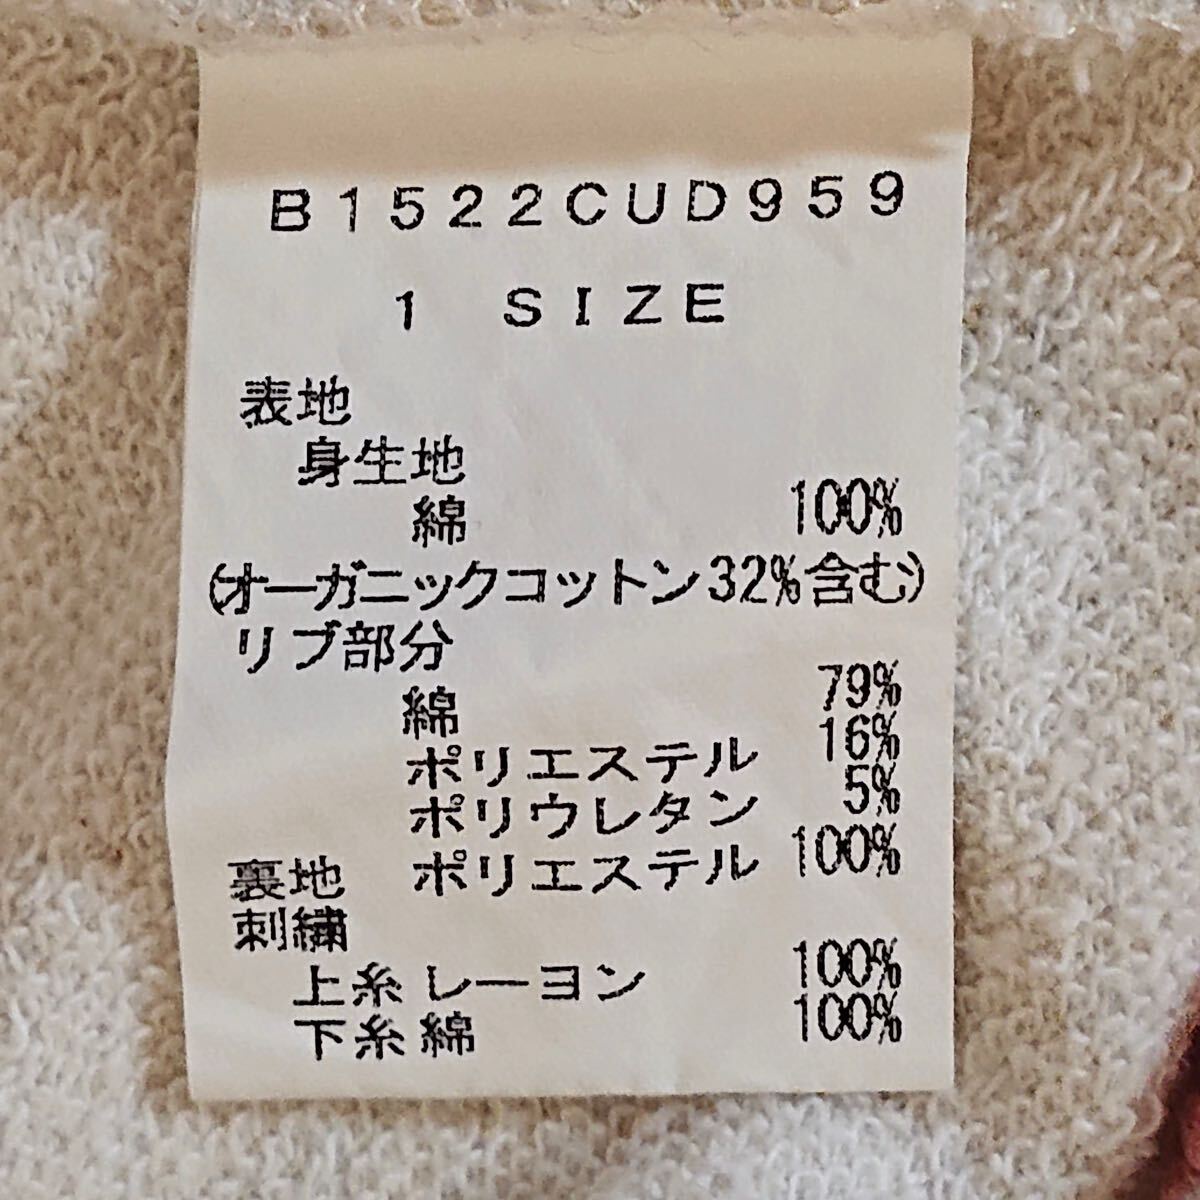 B1522CUD959
1 SIZE
表地
身生地
綿 100%
(オーガニックコットン32%含む)
リブ部分
綿 79%
ポリエステル 16%
ポリウレタン 5%
裏地 ポリエステル 100%
刺繍
上糸 レーヨン 100%
下糸 綿 100%